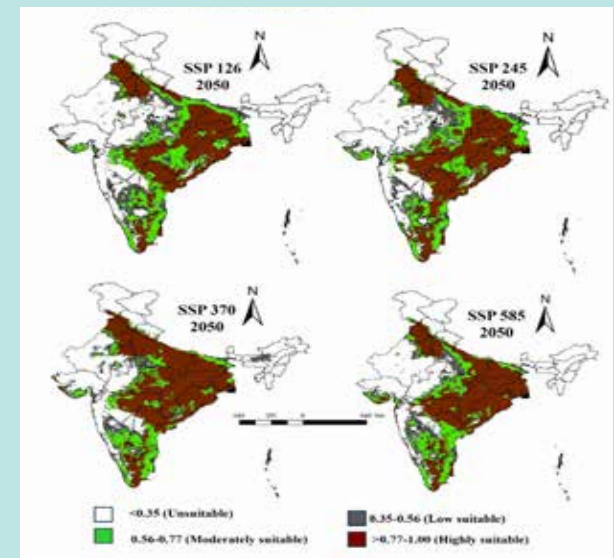 N
SSP 126
2050
N
SSP 245
2050
N
SSP 370
2050
N
SSP 585
2050
<0.35 (Unsuitable)
0.35-0.56 (Low suitable)
0.56-0.77 (Moderately suitable)
>0.77-1.00 (Highly suitable)